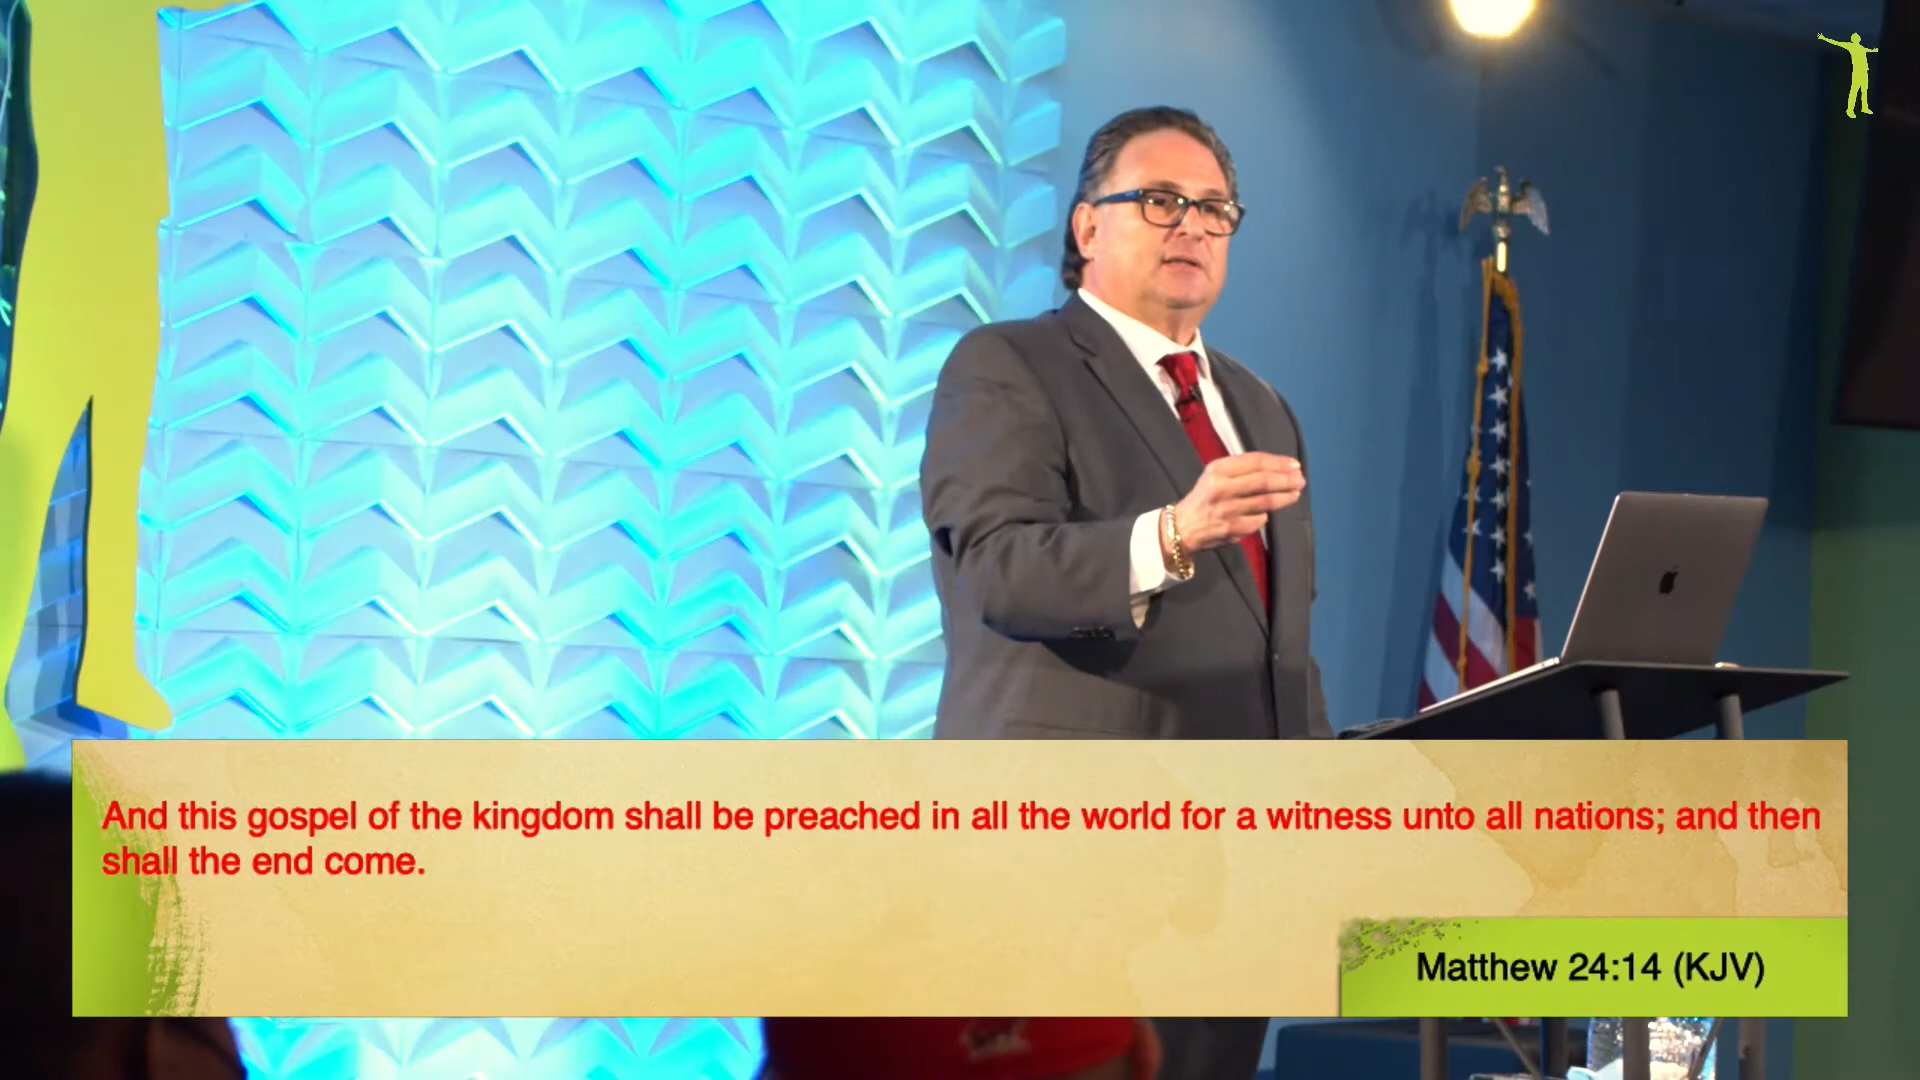 And this gospel of the kingdom shall be preached in all the world for a witness unto all nations; and then
shall the end come.
Matthew 24:14 (KJV)